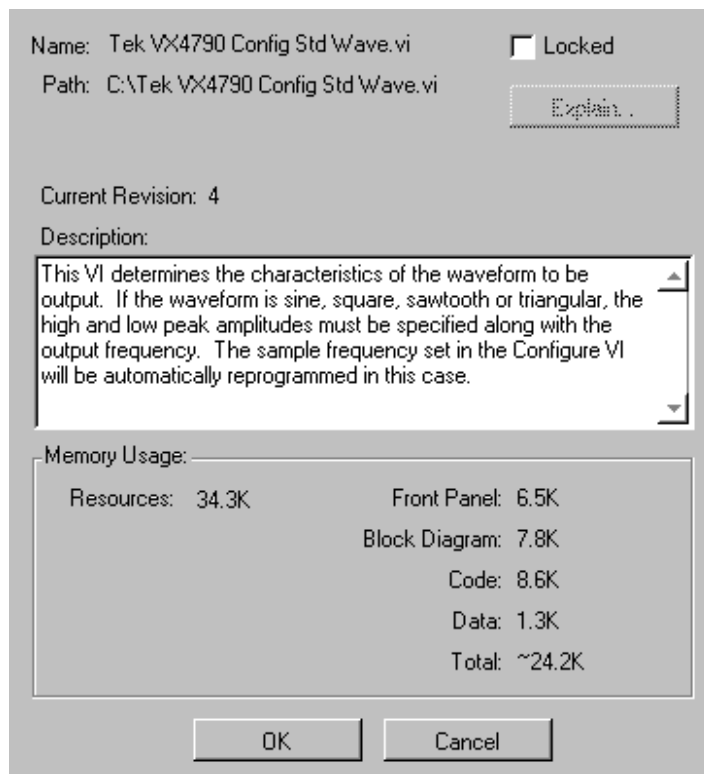 Name: Tek VX4790 Config Std Wave.vi Locked
Path: C:\Tek VX4790 Config Std Wave.vi
Explain...
Current Revision: 4
Description:
This VI determines the characteristics of the waveform to be
output.  If the waveform is sine, square, sawtooth or triangular, the
high and low peak amplitudes must be specified along with the
output frequency.  The sample frequency set in the Configure VI
will be automatically reprogrammed in this case.
Memory Usage:
Resources: 34.3K Front Panel: 6.5K
Block Diagram: 7.8K
Code: 8.6K
Data: 1.3K
Total: ~24.2K
OK Cancel